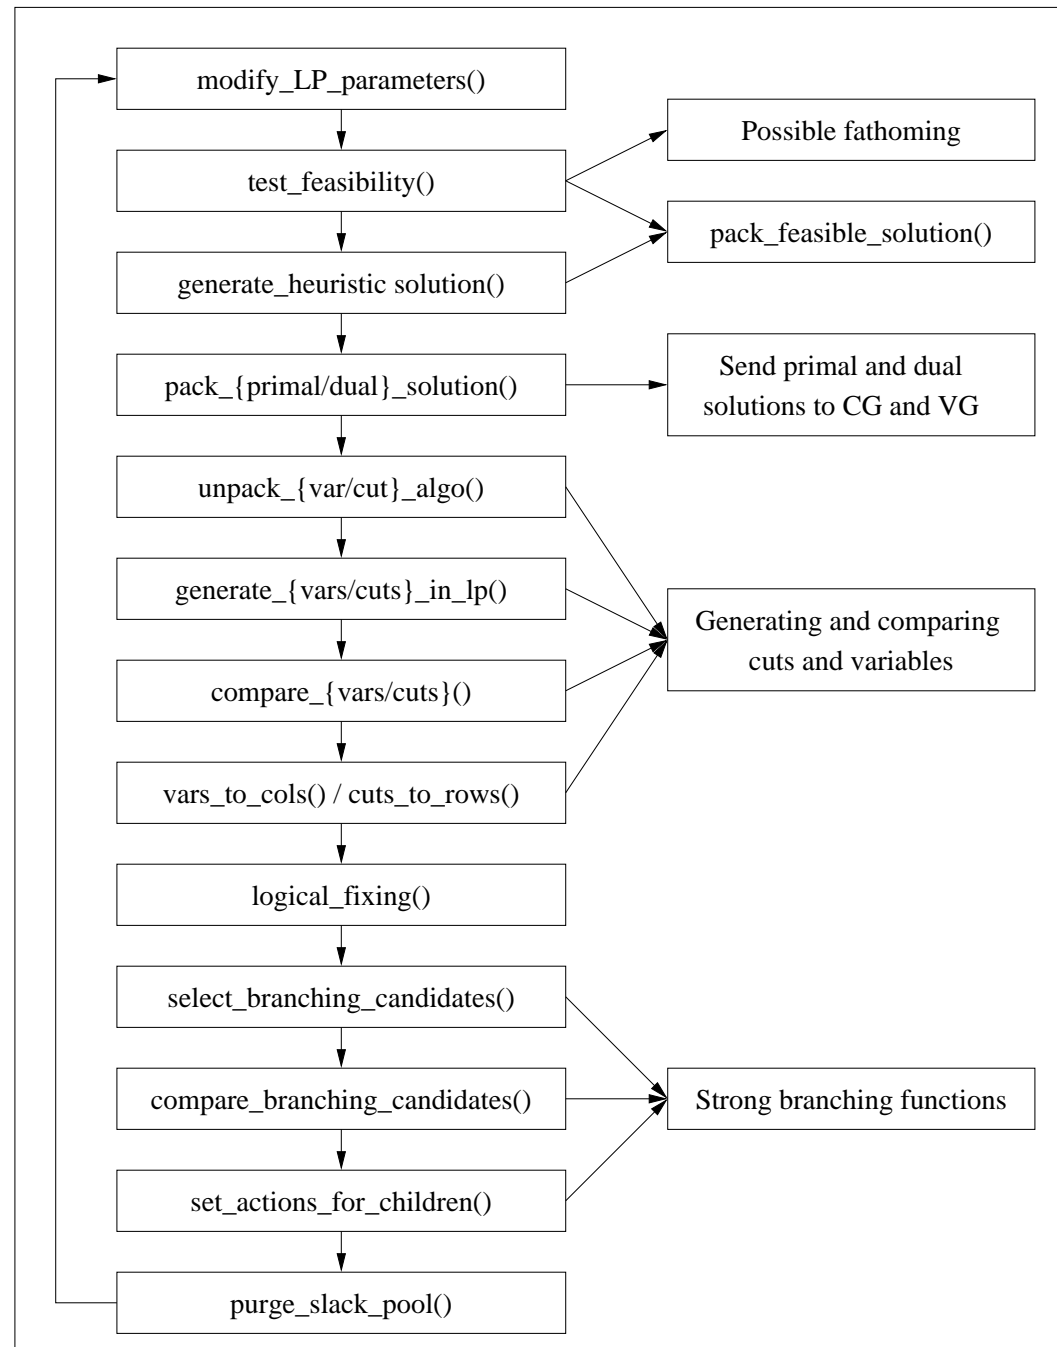 modify_LP_parameters()
Possible fathoming
test_feasibility()
pack_feasible_solution()
generate_heuristic solution()
Send primal and dual
solutions to CG and VG
pack_{primal/dual}_solution()
unpack_{var/cut}_algo()
generate_{vars/cuts}_in_lp()
Generating and comparing
cuts and variables
compare_{vars/cuts}()
vars_to_cols() / cuts_to_rows()
logical_fixing()
select_branching_candidates()
compare_branching_candidates()
Strong branching functions
set_actions_for_children()
purge_slack_pool()